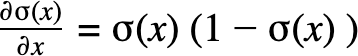 ∂σ(x)/∂x = σ(x) (1 − σ(x) )